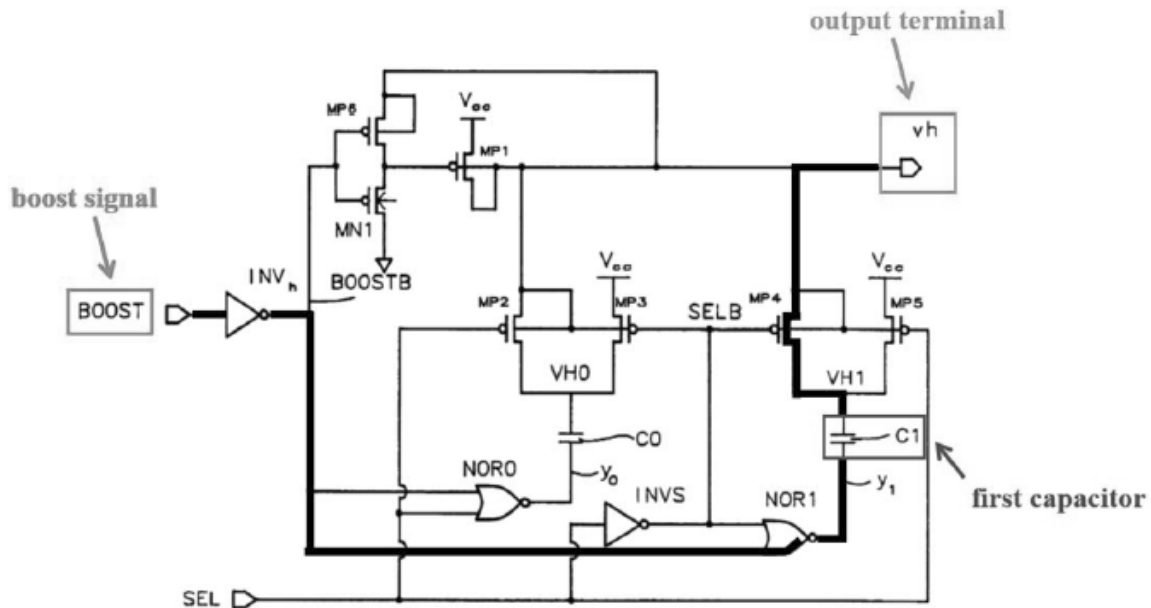 output terminal
vh
MP6
Vcc
MP1
boost signal
MN1
INVh
BOOSTB
BOOST
Vcc
Vcc
MP2
MP3
SELB
MP4
MP5
VH0
VH1
C0
C1
NOR0
y0
INVS
NOR1
y1
first capacitor
SEL